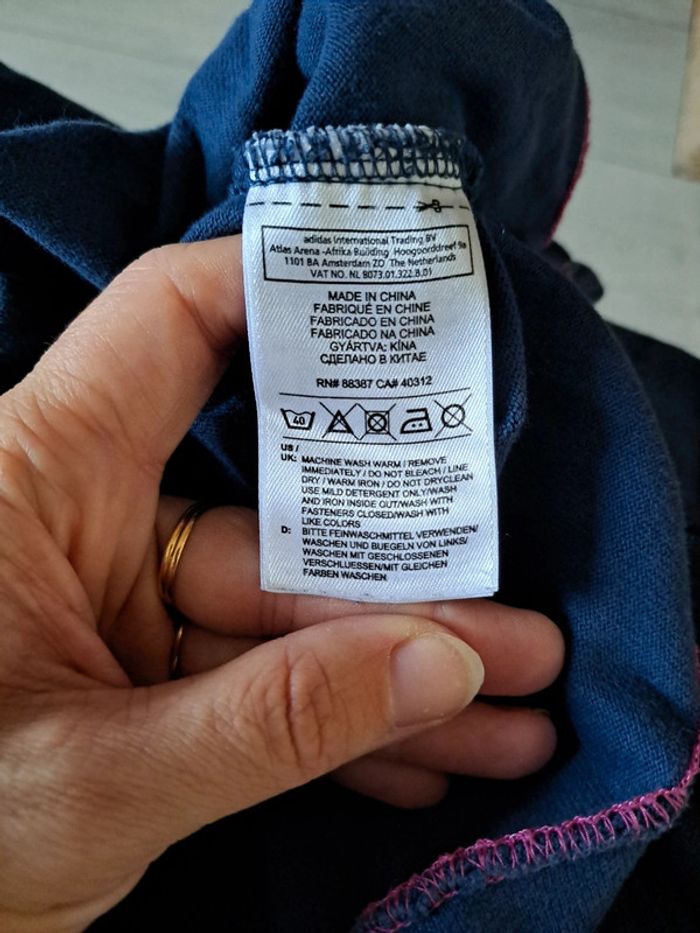 adidas International Trading BV
Atlas Arena -Afrika Building Hoogoorddreef 9a
1101 BA Amsterdam ZO The Netherlands
VAT NO. NL 8073.01.322.B.01
MADE IN CHINA
FABRIQUÉ EN CHINE
FABRICADO EN CHINA
FABRICADO NA CHINA
GYÁRTVA: KÍNA
СДЕЛАНО В КИТАЕ
RN# 88387 CA# 40312
40
US /
UK: MACHINE WASH WARM / REMOVE
IMMEDIATELY / DO NOT BLEACH / LINE
DRY / WARM IRON / DO NOT DRYCLEAN
USE MILD DETERGENT ONLY/WASH
AND IRON INSIDE OUT/WASH WITH
FASTENERS CLOSED/WASH WITH
LIKE COLORS
D: BITTE FEINWASCHMITTEL VERWENDEN/
WASCHEN UND BUEGELN VON LINKS/
WASCHEN MIT GESCHLOSSENEN
VERSCHLUESSEN/MIT GLEICHEN
FARBEN WASCHEN